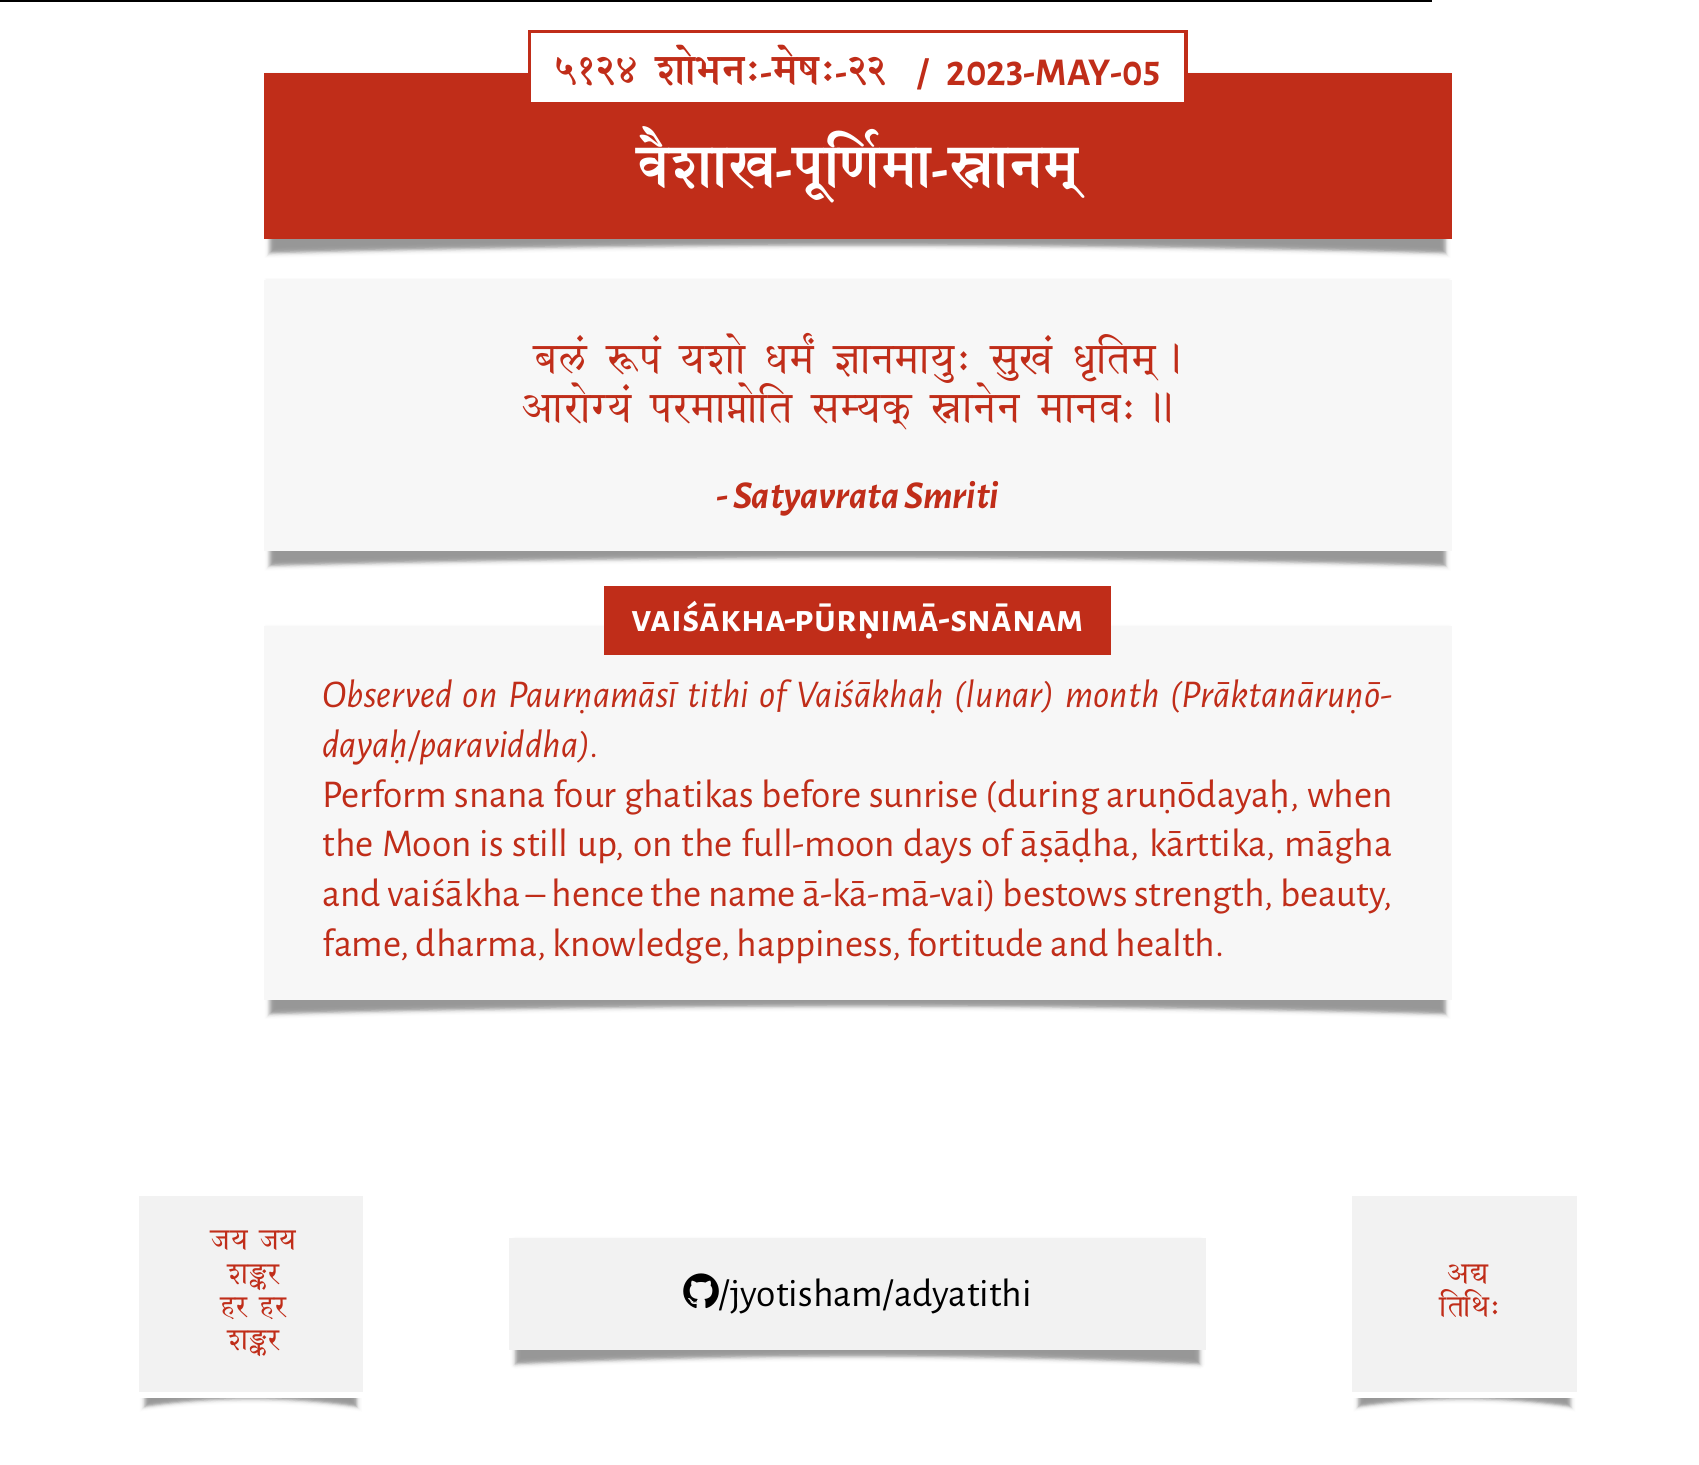 ५१२४ शोभनः-मेषः-२२ / 2023-MAY-05
वैशाख-पूर्णिमा-स्नानम्
बलं रूपं यशो धर्मं ज्ञानमायुः सुखं धृतिम् ।
आरोग्यं परमाप्नोति सम्यक् स्नानेन मानवः ॥
- Satyavrata Smriti
VAIŚĀKHA-PŪRṆIMĀ-SNĀNAM
Observed on Paurṇamāsī tithi of Vaiśākhaḥ (lunar) month (Prāktanāruṇō-
dayaḥ/paraviddha).
Perform snana four ghatikas before sunrise (during aruṇōdayaḥ, when
the Moon is still up, on the full-moon days of āṣāḍha, kārttika, māgha
and vaiśākha – hence the name ā-kā-mā-vai) bestows strength, beauty,
fame, dharma, knowledge, happiness, fortitude and health.
जय जय
शङ्कर
हर हर
शङ्कर
/jyotisham/adyatithi
अद्य
तिथिः